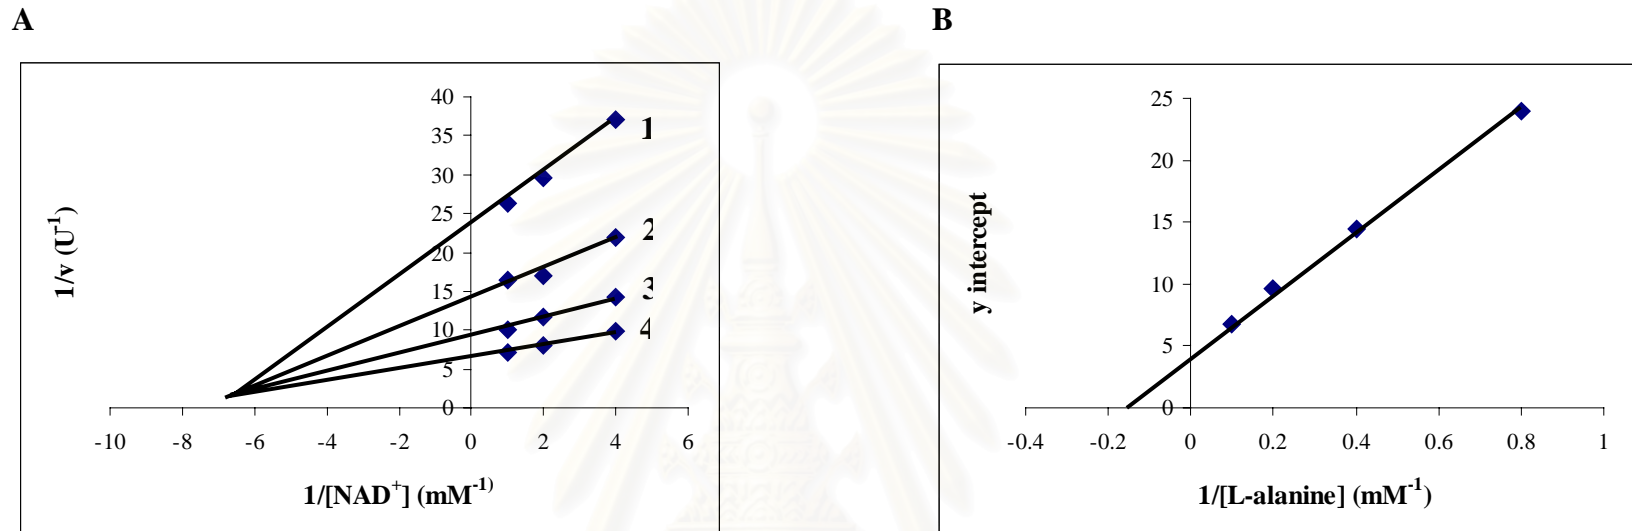 A
B
1/v (U⁻¹)
40
35
30
25
20
15
10
5
0
1
2
3
4
-10 -8 -6 -4 -2 0 2 4 6
1/[NAD⁺] (mM⁻¹)
y intercept
25
20
15
10
5
0
-0.4 -0.2 0 0.2 0.4 0.6 0.8 1
1/[L-alanine] (mM⁻¹)